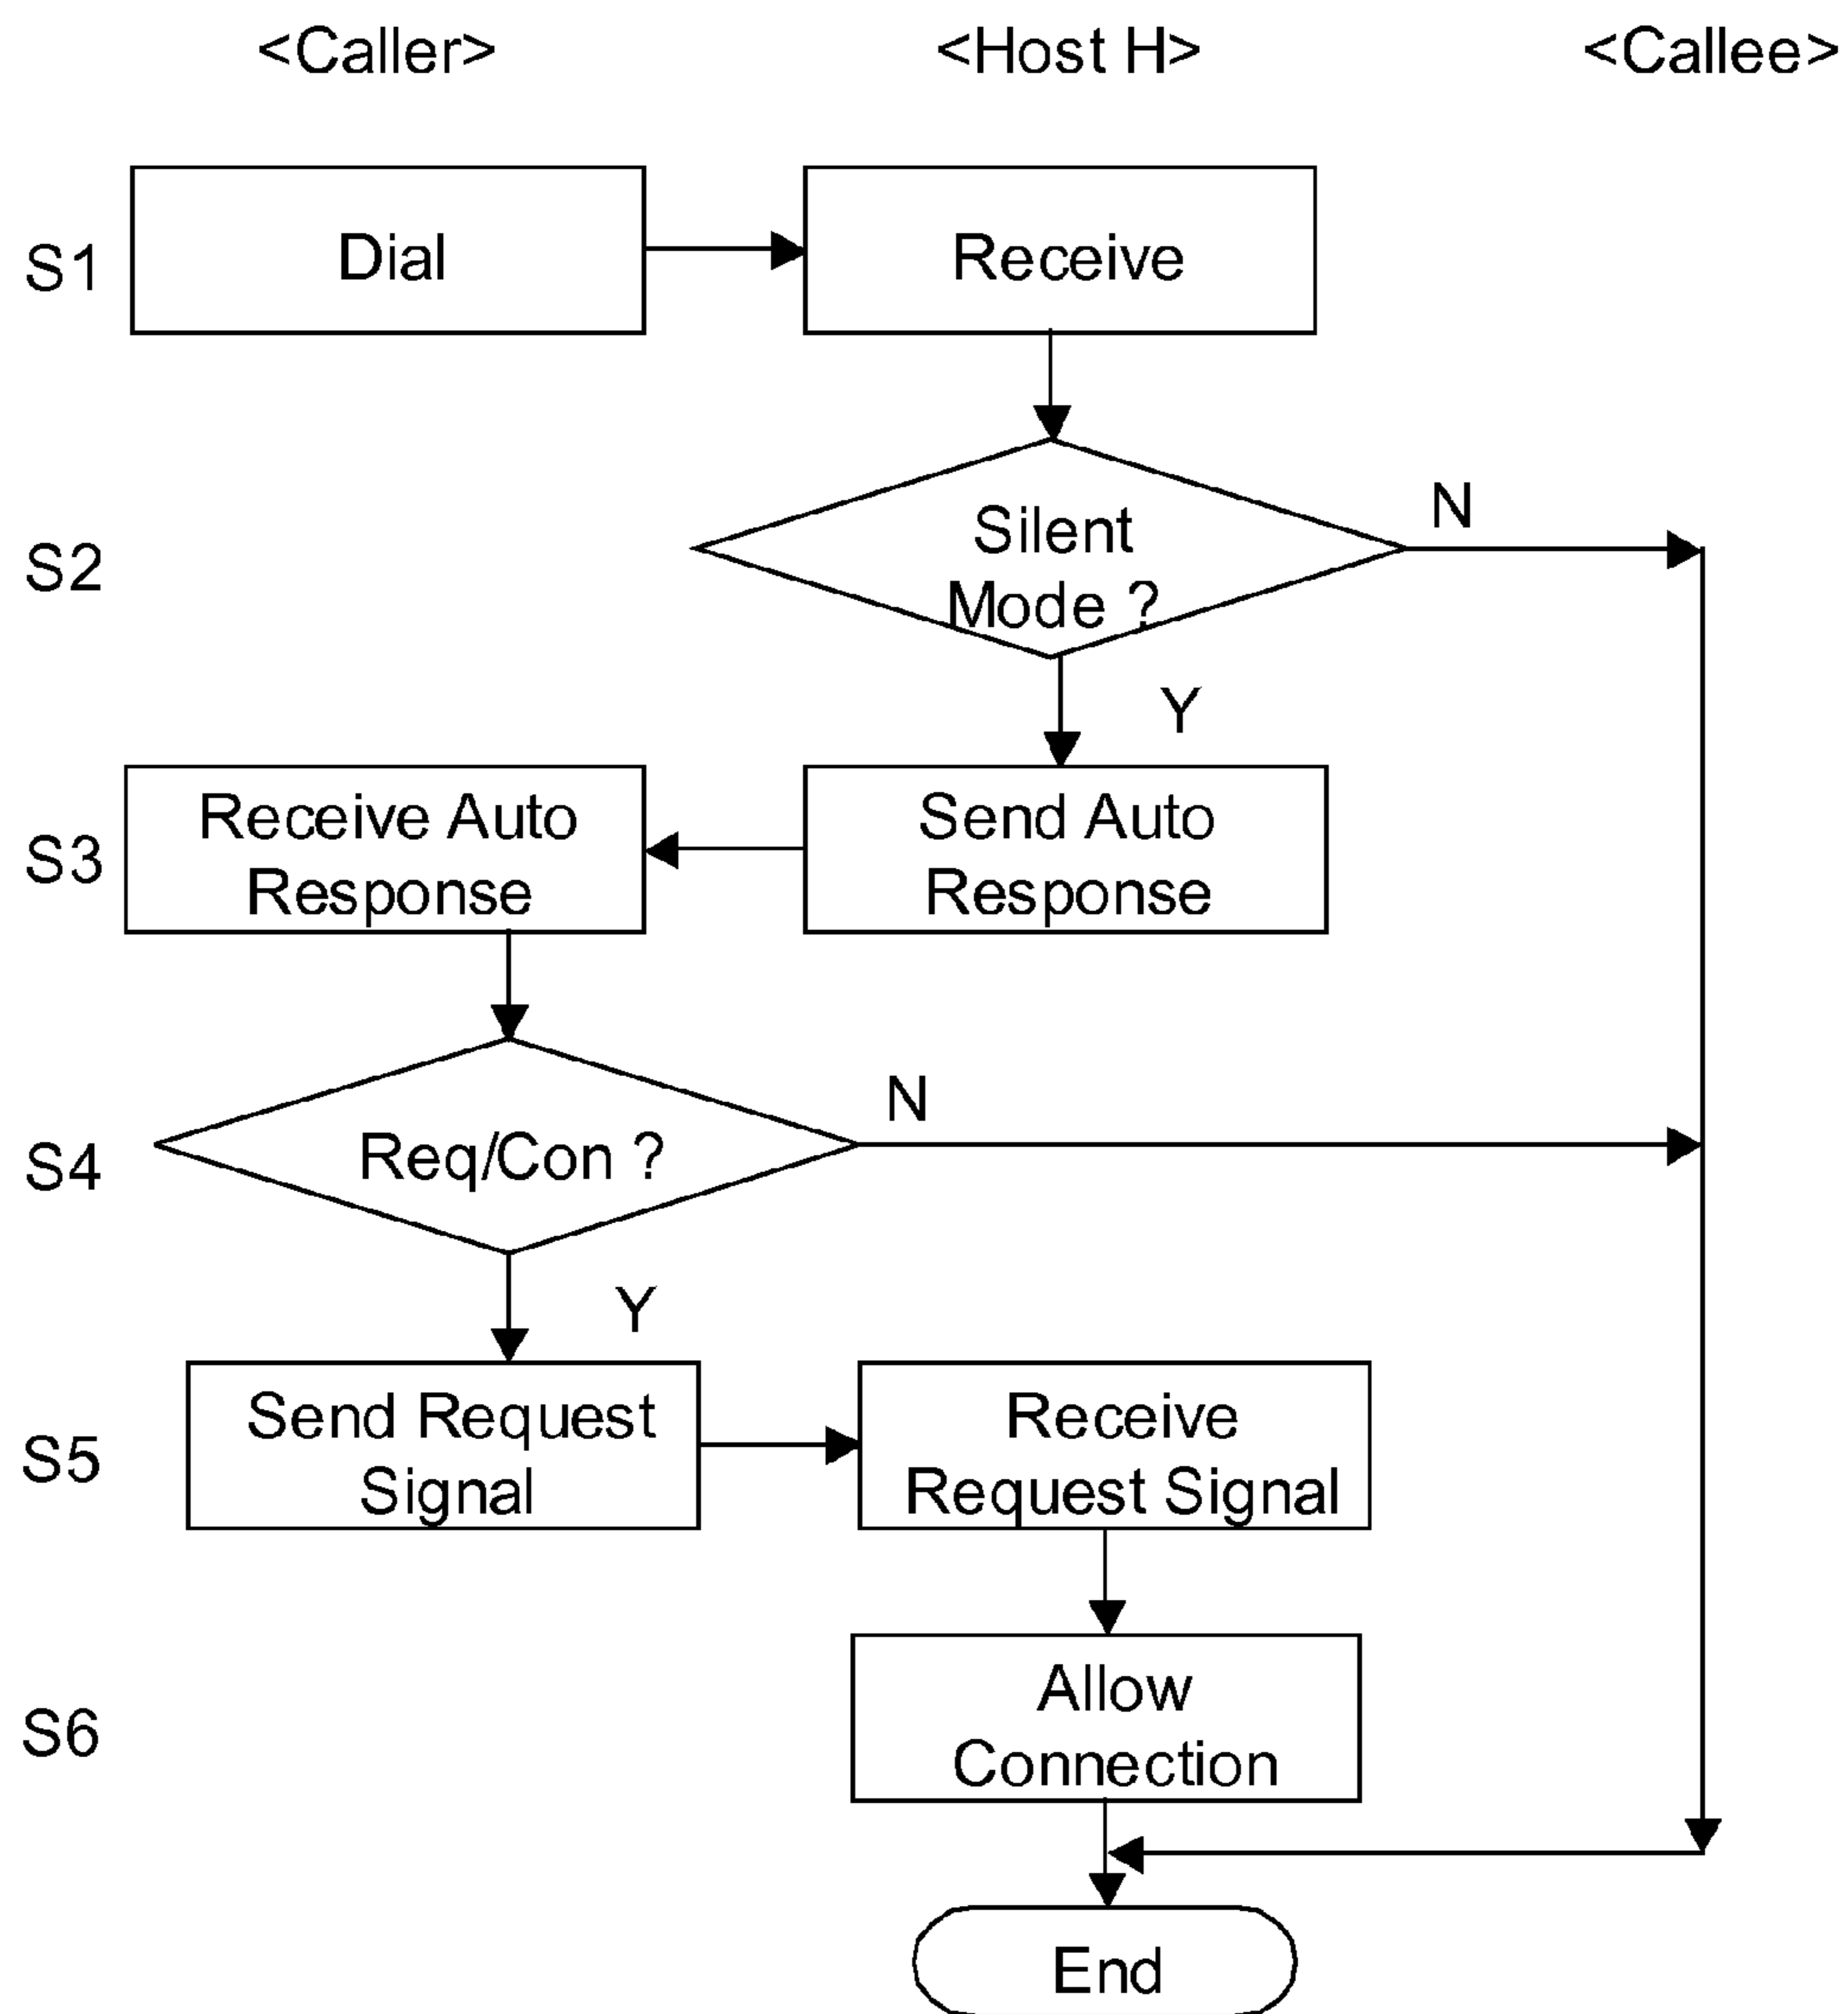 <Caller>
<Host H>
<Callee>
S1
Dial
Receive
S2
Silent
Mode ?
N
Y
S3
Receive Auto
Response
Send Auto
Response
S4
Req/Con ?
N
Y
S5
Send Request
Signal
Receive
Request Signal
S6
Allow
Connection
End